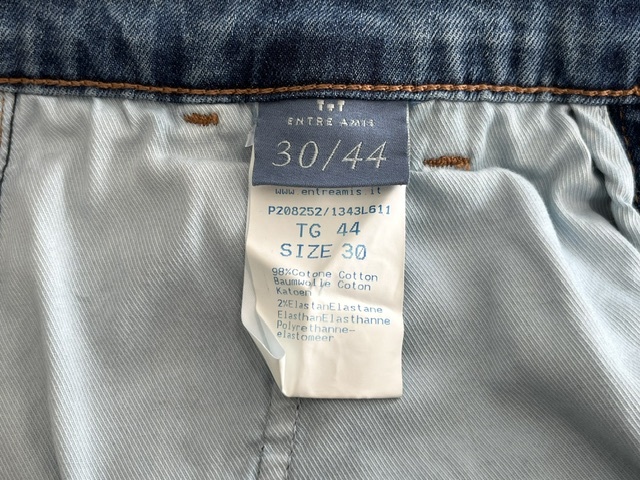 ENTRE AMIS
30/44
www entreamis it
P208252/1343L611
TG 44
SIZE 30
98%Cotone Cotton
Baumwolle Coton
Katoen
2%ElastanElastane
ElasthanElasthanne
Polyrethanne-
elastomeer